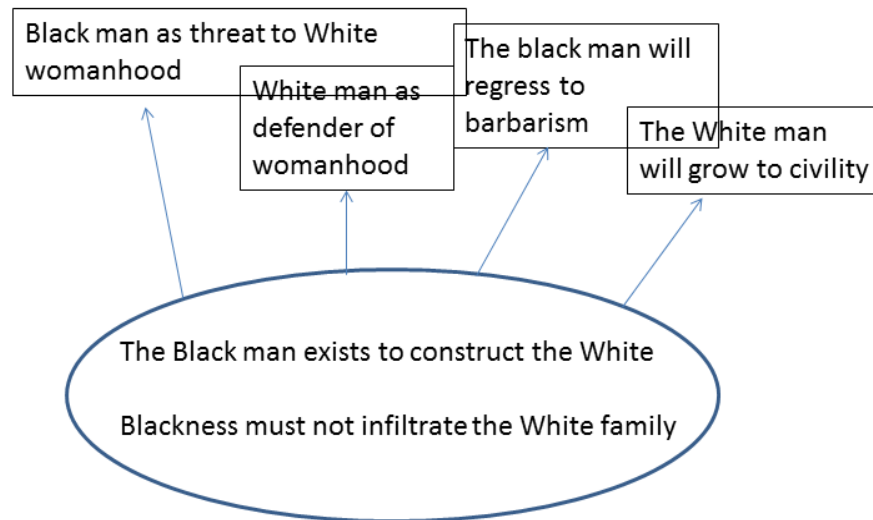 Black man as threat to White
womanhood
White man as
defender of
womanhood
The black man will
regress to
barbarism
The White man
will grow to civility
The Black man exists to construct the White
Blackness must not infiltrate the White family